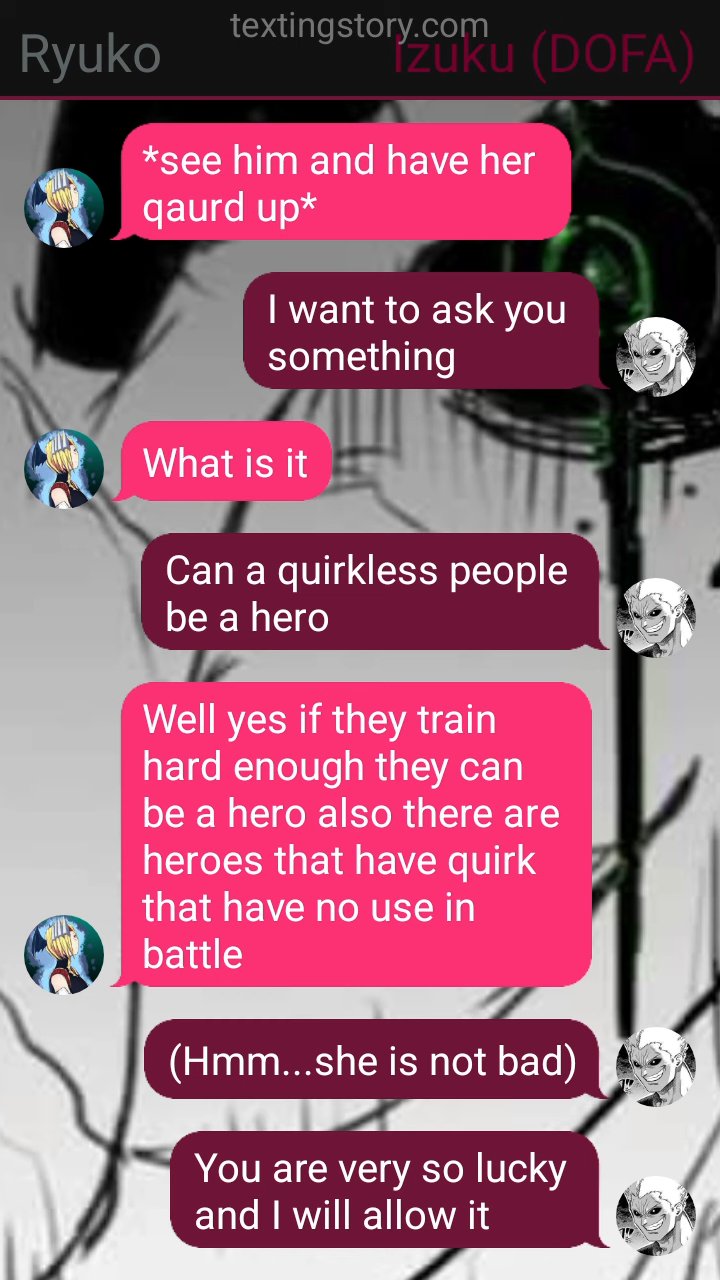 textingstory.com
Ryuko
Izuku (DOFA)
*see him and have her
qaurd up*
I want to ask you
something
What is it
Can a quirkless people
be a hero
Well yes if they train
hard enough they can
be a hero also there are
heroes that have quirk
that have no use in
battle
(Hmm...she is not bad)
You are very so lucky
and I will allow it